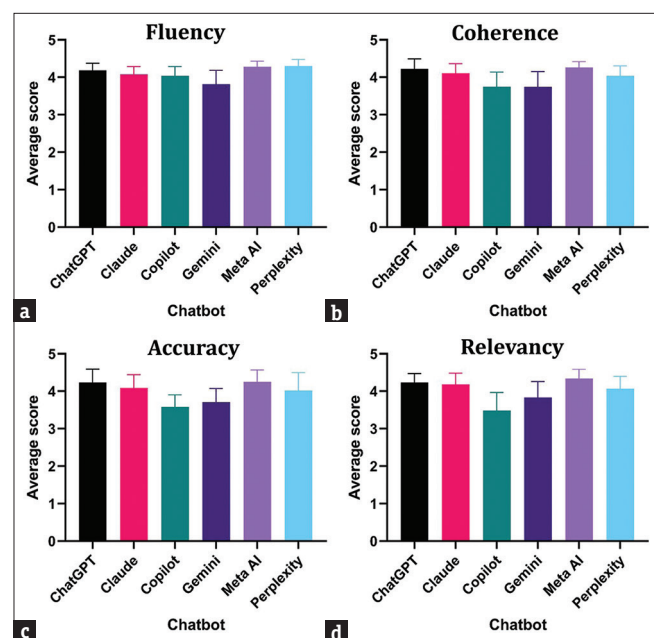 Fluency
5
4
3
2
1
0
Average score
ChatGPT
Claude
Copilot
Gemini
Meta AI
Perplexity
Chatbot
a
Coherence
5
4
3
2
1
0
Average score
ChatGPT
Claude
Copilot
Gemini
Meta AI
Perplexity
Chatbot
b
Accuracy
5
4
3
2
1
0
Average score
ChatGPT
Claude
Copilot
Gemini
Meta AI
Perplexity
Chatbot
c
Relevancy
5
4
3
2
1
0
Average score
ChatGPT
Claude
Copilot
Gemini
Meta AI
Perplexity
Chatbot
d